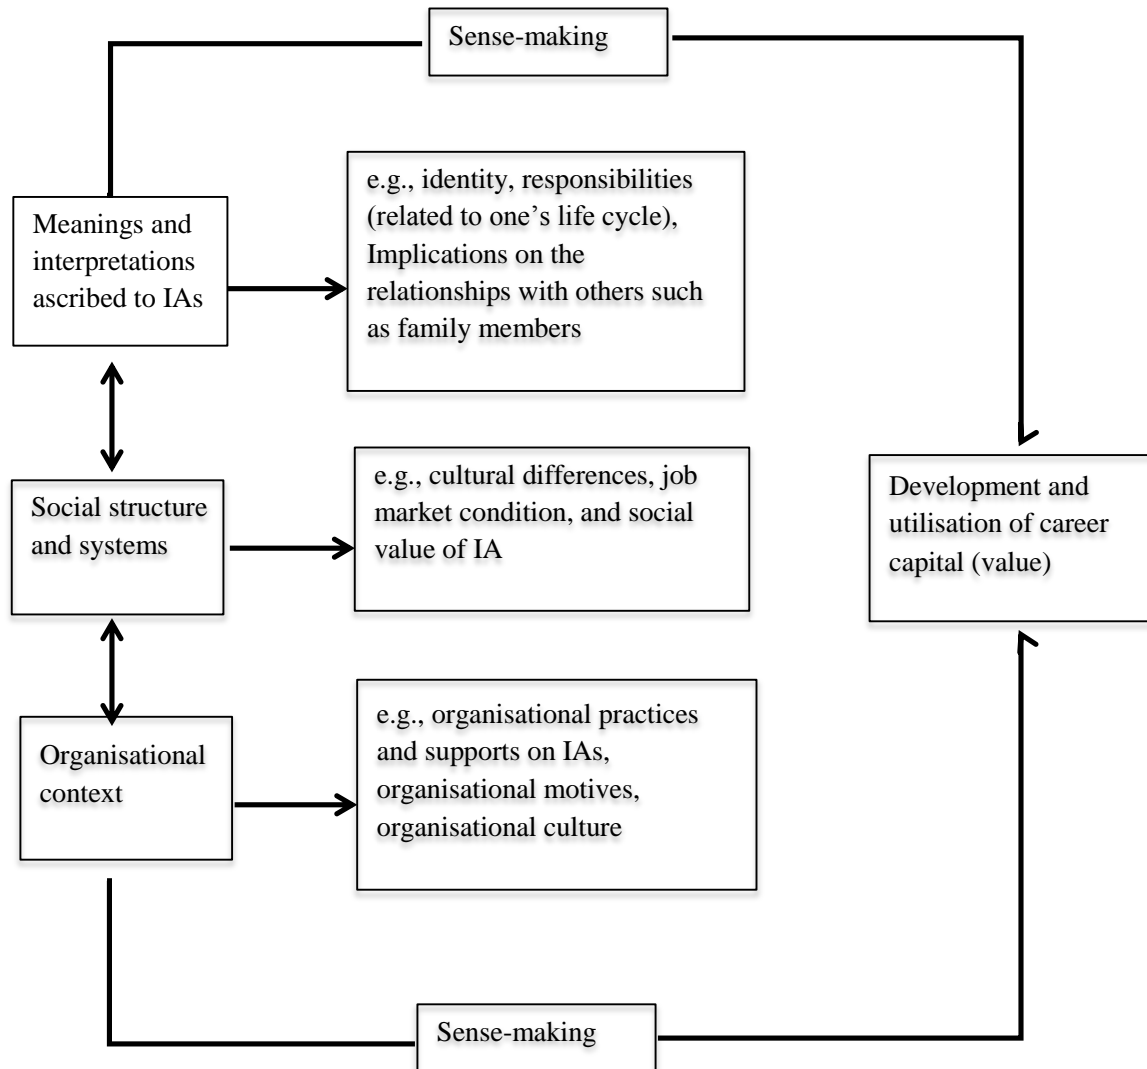 Sense-making
e.g., identity, responsibilities
(related to one’s life cycle),
Implications on the
relationships with others such
as family members
Meanings and
interpretations
ascribed to IAs
e.g., cultural differences, job
market condition, and social
value of IA
Social structure
and systems
Development and
utilisation of career
capital (value)
e.g., organisational practices
and supports on IAs,
organisational motives,
organisational culture
Organisational
context
Sense-making